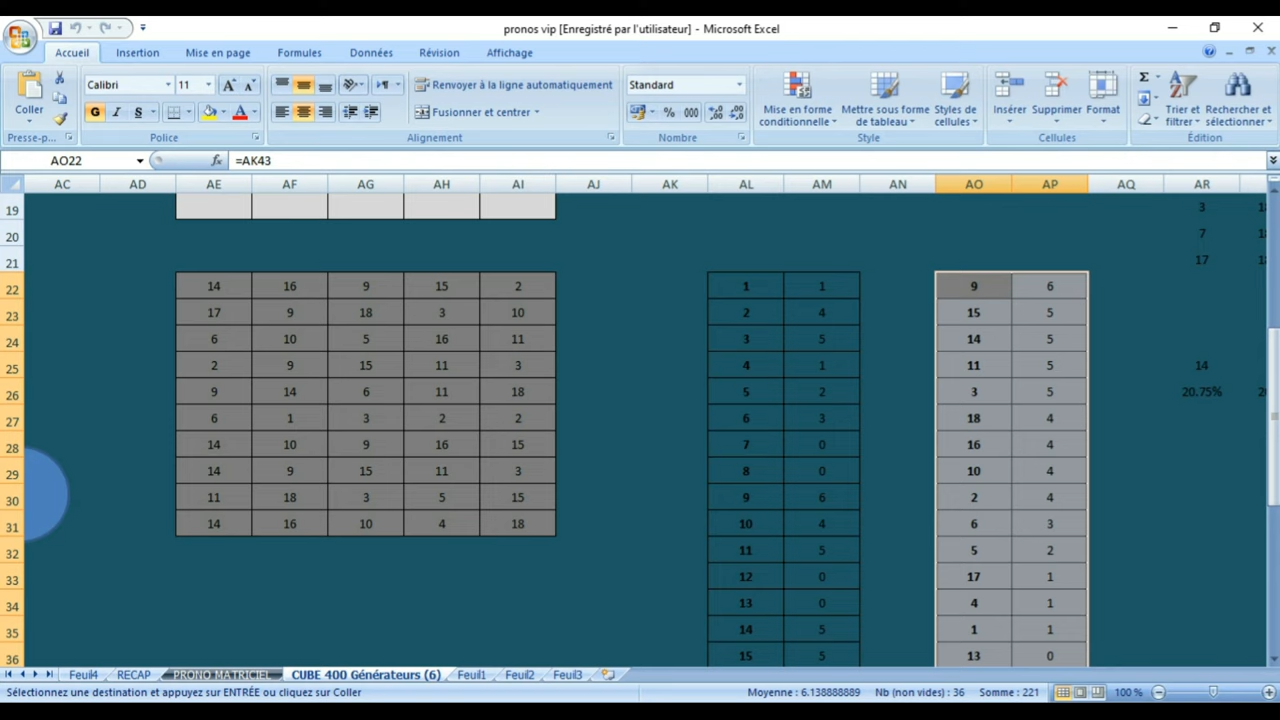 pronos vip [Enregistré par l'utilisateur] - Microsoft Excel
Accueil Insertion Mise en page Formules Données Révision Affichage
Coller
Calibri 11
Renvoyer à la ligne automatiquement
Standard
G I S
Fusionner et centrer
% 000
Mise en forme conditionnelle
Mettre sous forme de tableau
Styles de cellules
Insérer Supprimer Format
Trier et filtrer
Rechercher et sélectionner
Presse-p... Police Alignement Nombre Style Cellules Édition
AO22 fx =AK43
AC AD AE AF AG AH AI AJ AK AL AM AN AO AP AQ AR
19 3
20 7
21 17
22 14 16 9 15 2 1 1 9 6
23 17 9 18 3 10 2 4 15 5
24 6 10 5 16 11 3 5 14 5
25 2 9 15 11 3 4 1 11 5 14
26 9 14 6 11 18 5 2 3 5 20.75%
27 6 1 3 2 2 6 3 18 4
28 14 10 9 16 15 7 0 16 4
29 14 9 15 11 3 8 0 10 4
30 11 18 3 5 15 9 6 2 4
31 14 16 10 4 18 10 4 6 3
32 11 5 5 2
33 12 0 17 1
34 13 0 4 1
35 14 5 1 1
36 15 5 13 0
Feuil4 RECAP PRONO MATRICIEL CUBE 400 Générateurs (6) Feuil1 Feuil2 Feuil3
Sélectionnez une destination et appuyez sur ENTRÉE ou cliquez sur Coller Moyenne : 6.138888889 Nb (non vides) : 36 Somme : 221 100 %